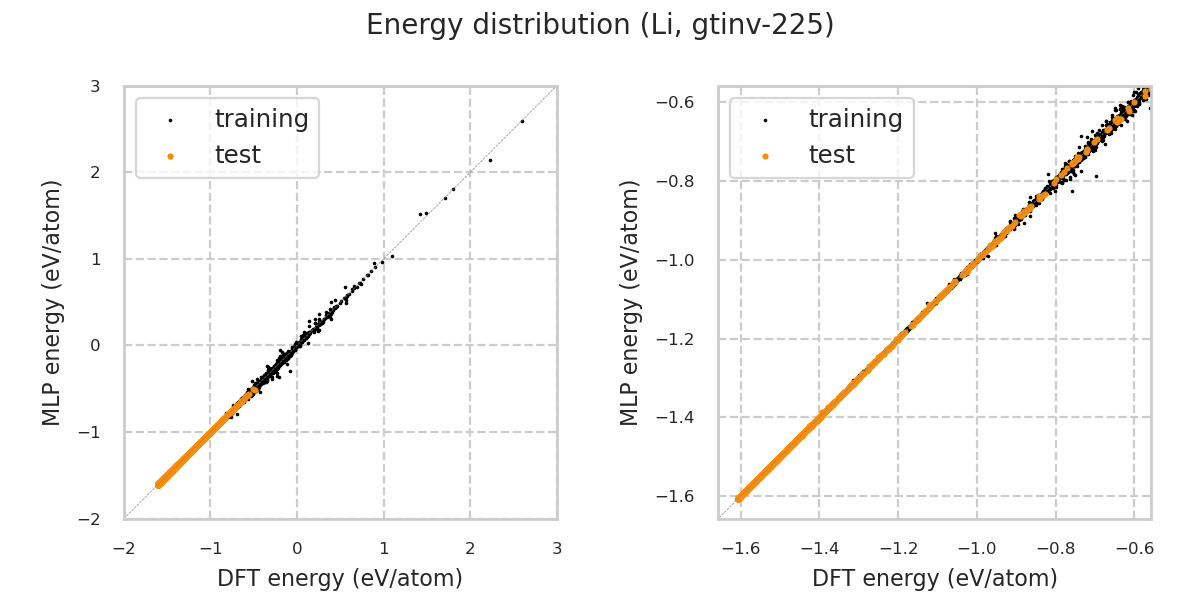 Energy distribution (Li, gtinv-225)
training
test
3
2
1
0
−1
−2
−2
−1
0
1
2
3
MLP energy (eV/atom)
DFT energy (eV/atom)
training
test
−0.6
−0.8
−1.0
−1.2
−1.4
−1.6
−1.6
−1.4
−1.2
−1.0
−0.8
−0.6
MLP energy (eV/atom)
DFT energy (eV/atom)